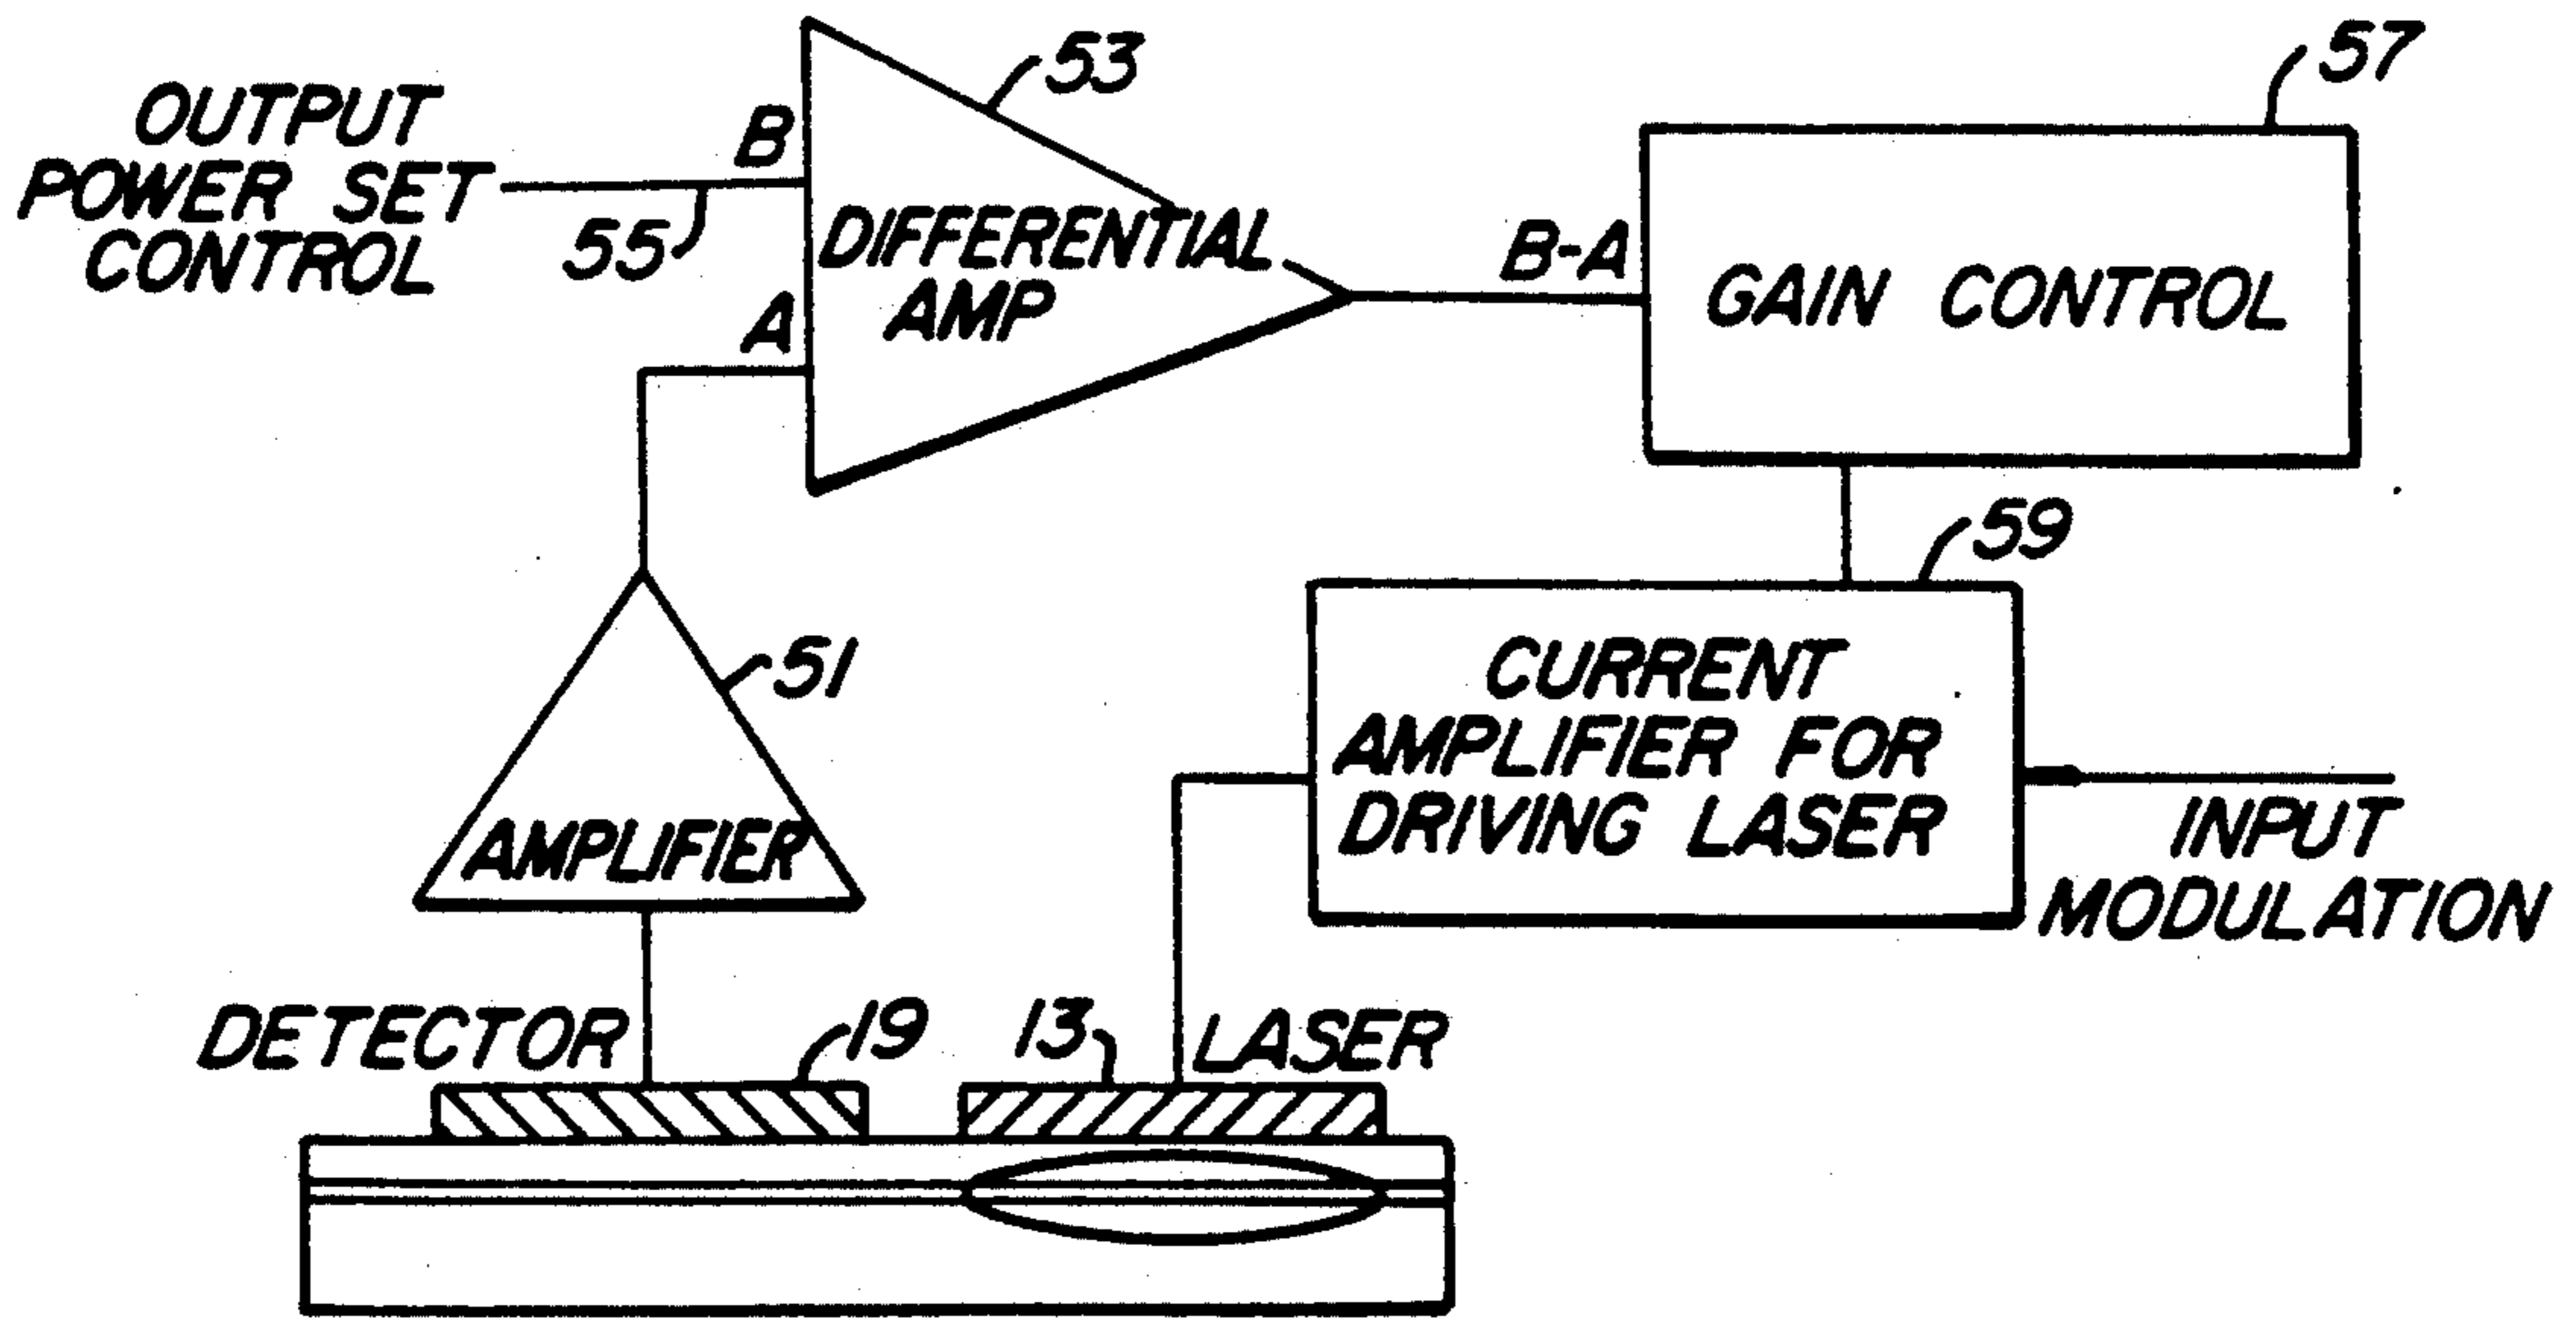 53
57
OUTPUT
POWER SET
CONTROL
B
55
DIFFERENTIAL
AMP
A
B-A
GAIN CONTROL
59
51
AMPLIFIER
CURRENT
AMPLIFIER FOR
DRIVING LASER
INPUT
MODULATION
DETECTOR
19
13
LASER